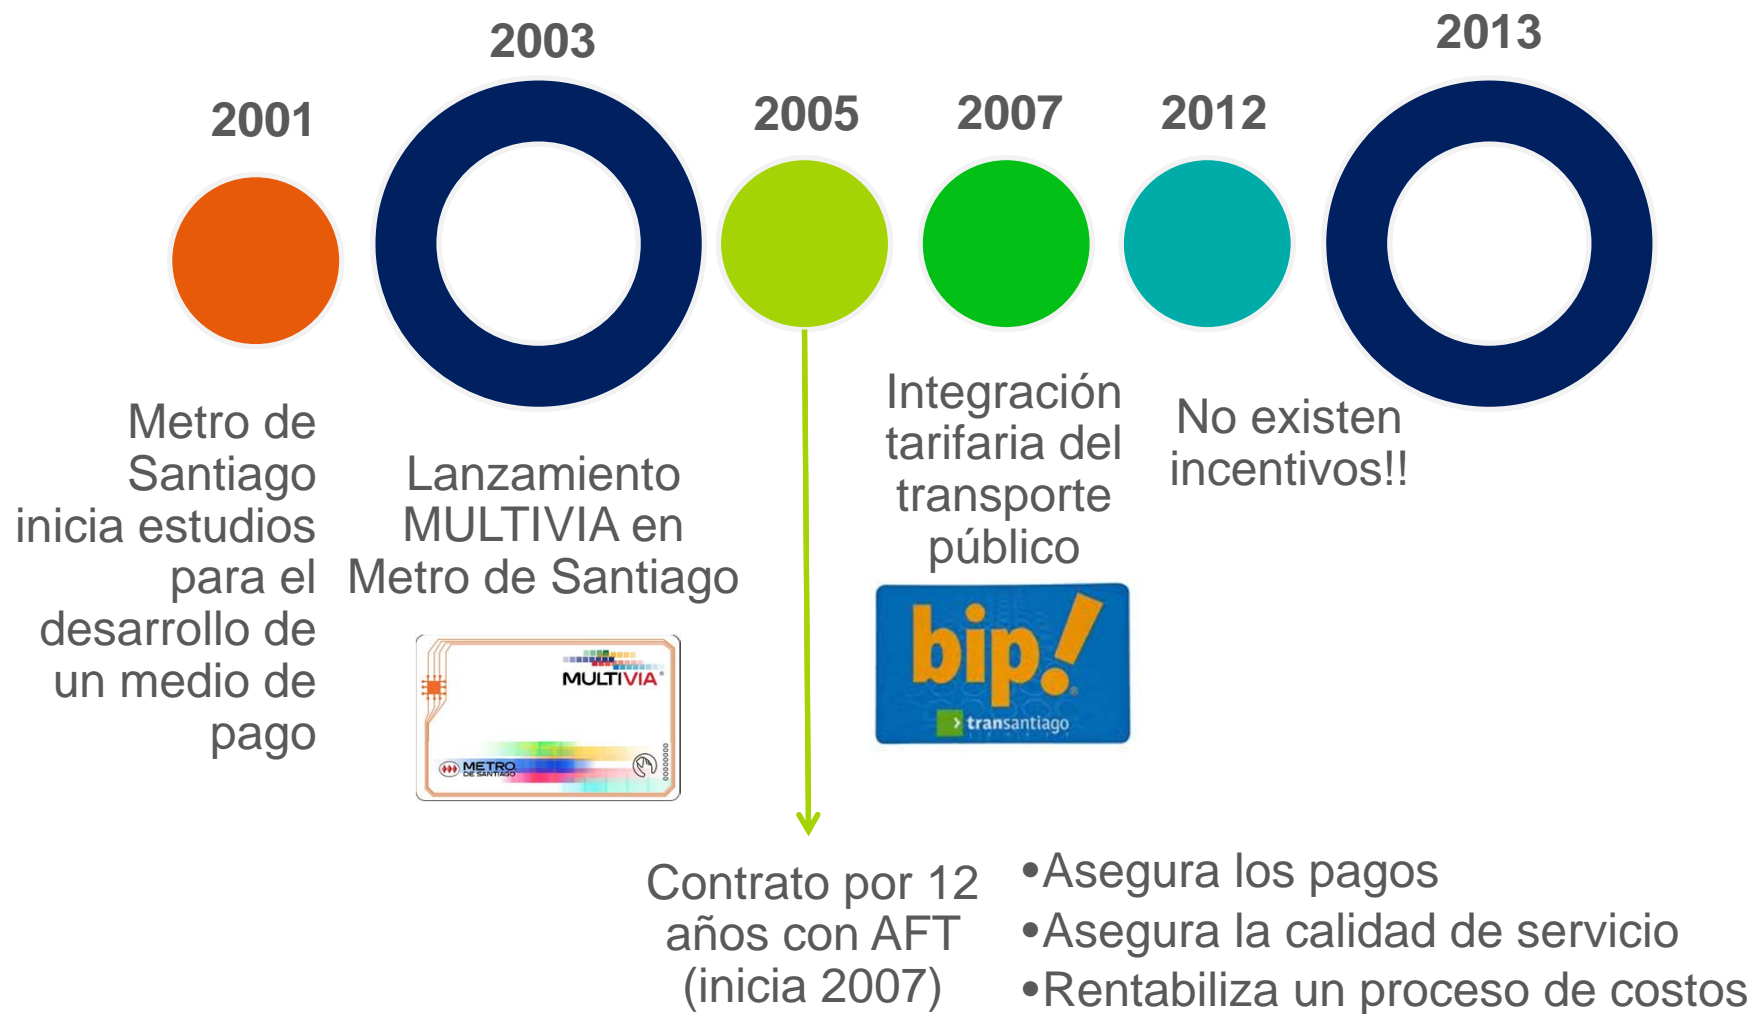 2001
2003
2005
2007
2012
2013
Metro de
Santiago
inicia estudios
para el
desarrollo de
un medio de
pago
Lanzamiento
MULTIVIA en
Metro de Santiago
MULTIVIA
METRO
DE SANTIAGO
000000000
Integración
tarifaria del
transporte
público
bip!
transantiago
No existen
incentivos!!
Contrato por 12
años con AFT
(inicia 2007)
•Asegura los pagos
•Asegura la calidad de servicio
•Rentabiliza un proceso de costos